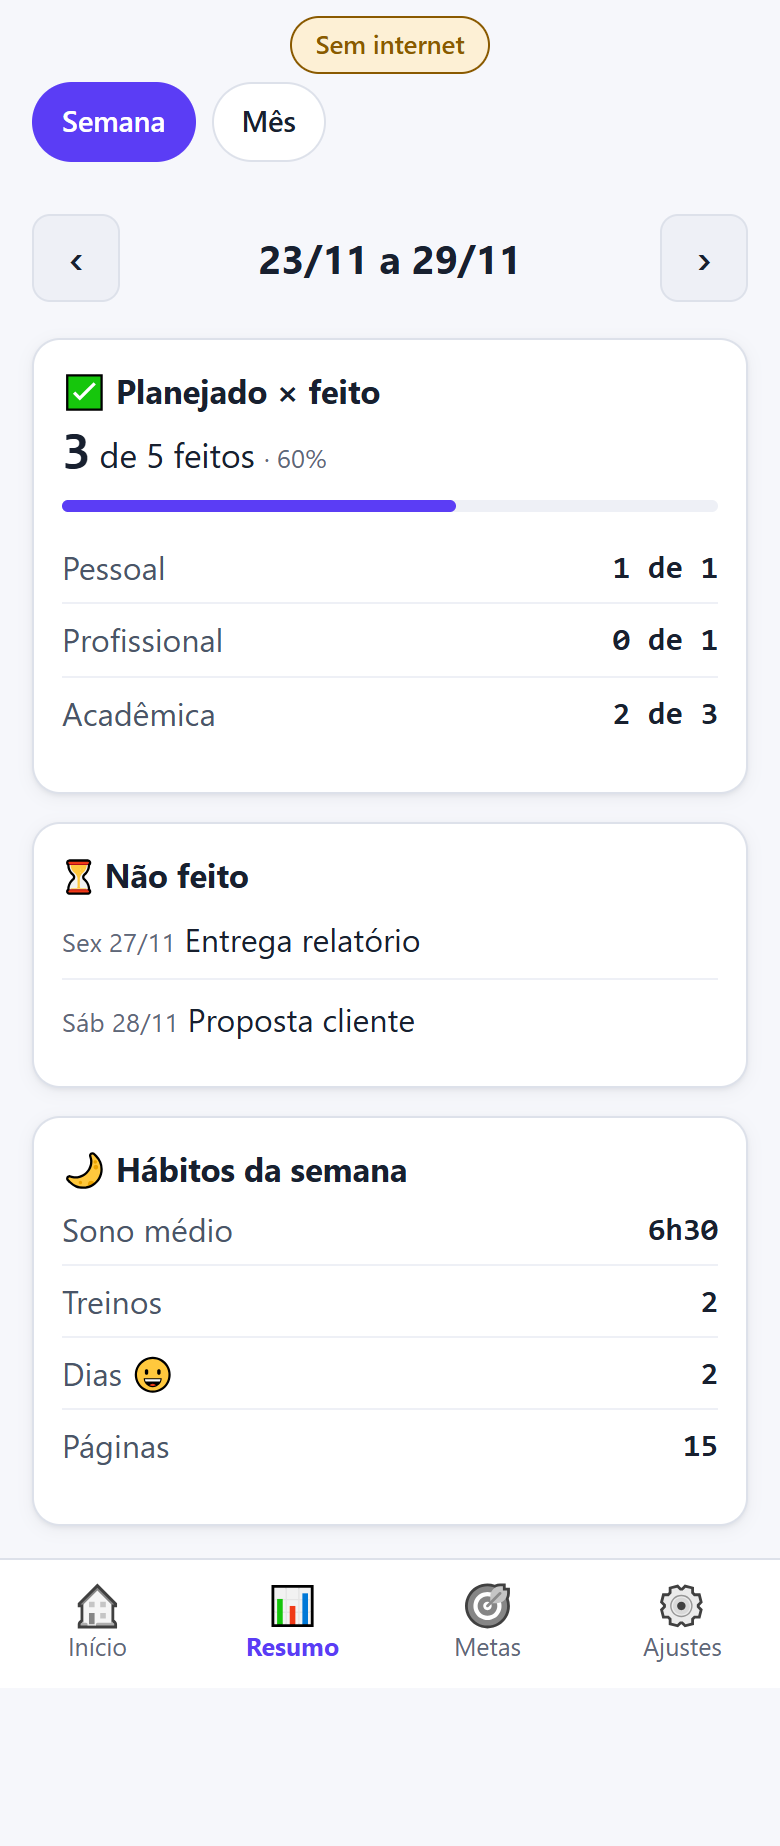 Sem internet
Semana Mês
‹ 23/11 a 29/11 ›
✅ Planejado × feito
3 de 5 feitos · 60%
Pessoal 1 de 1
Profissional 0 de 1
Acadêmica 2 de 3
⏳ Não feito
Sex 27/11 Entrega relatório
Sáb 28/11 Proposta cliente
🌙 Hábitos da semana
Sono médio 6h30
Treinos 2
Dias 😀 2
Páginas 15
Início Resumo Metas Ajustes